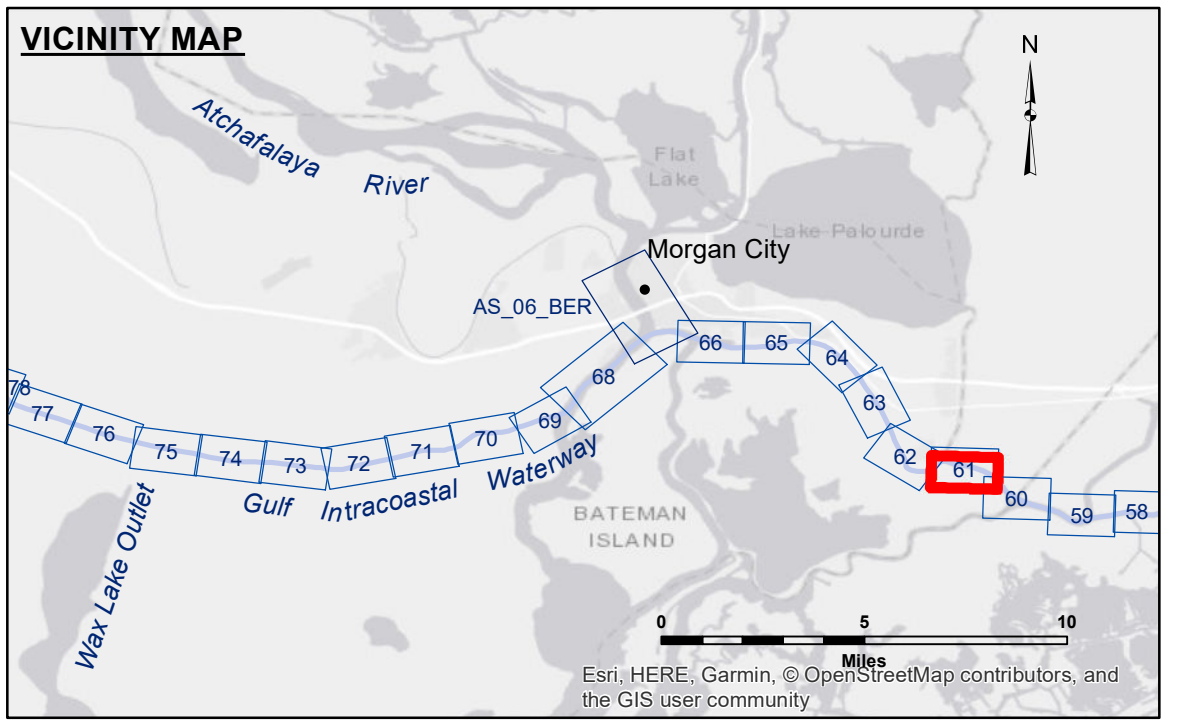 VICINITY MAP
N
Atchafalaya
River
Flat
Lake
Lake Palourde
Morgan City
AS_06_BER
66
65
64
63
68
78
77
76
75
74
73
72
71
70
69
62
61
60
59
58
Gulf Intracoastal Waterway
Wax Lake Outlet
BATEMAN
ISLAND
0 5 10
Miles
Esri, HERE, Garmin, © OpenStreetMap contributors, and
the GIS user community